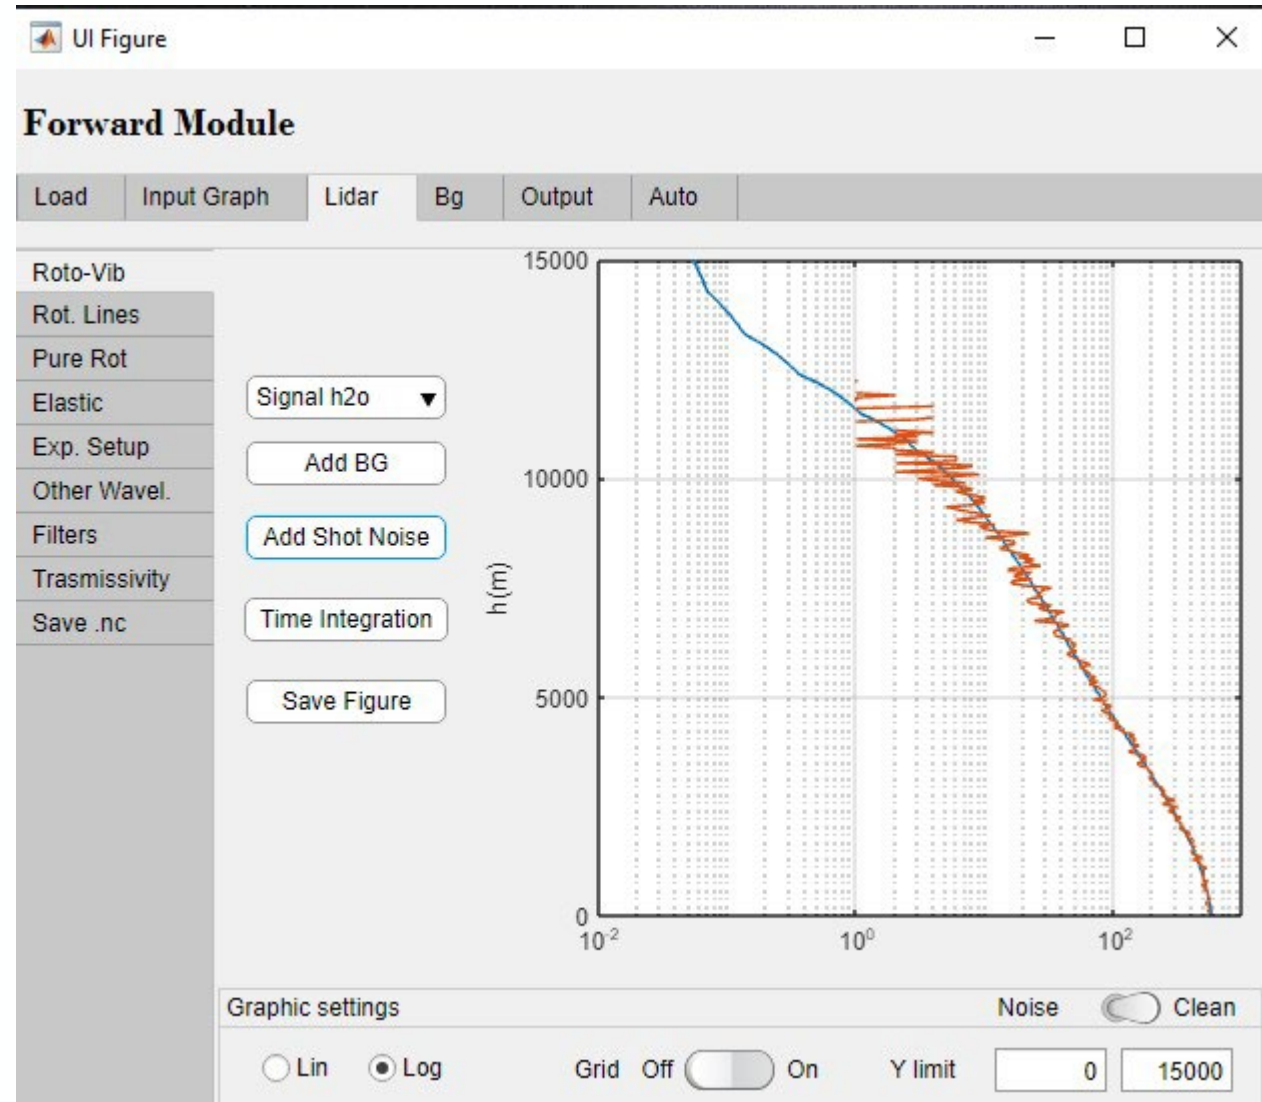 UI Figure
Forward Module
Load Input Graph Lidar Bg Output Auto
Roto-Vib
Rot. Lines
Pure Rot
Elastic
Exp. Setup
Other Wavel.
Filters
Trasmissivity
Save .nc
Signal h2o
Add BG
Add Shot Noise
Time Integration
Save Figure
h(m)
15000
10000
5000
0
10⁻² 10⁰ 10²
Graphic settings Noise Clean
Lin Log Grid Off On Y limit 0 15000